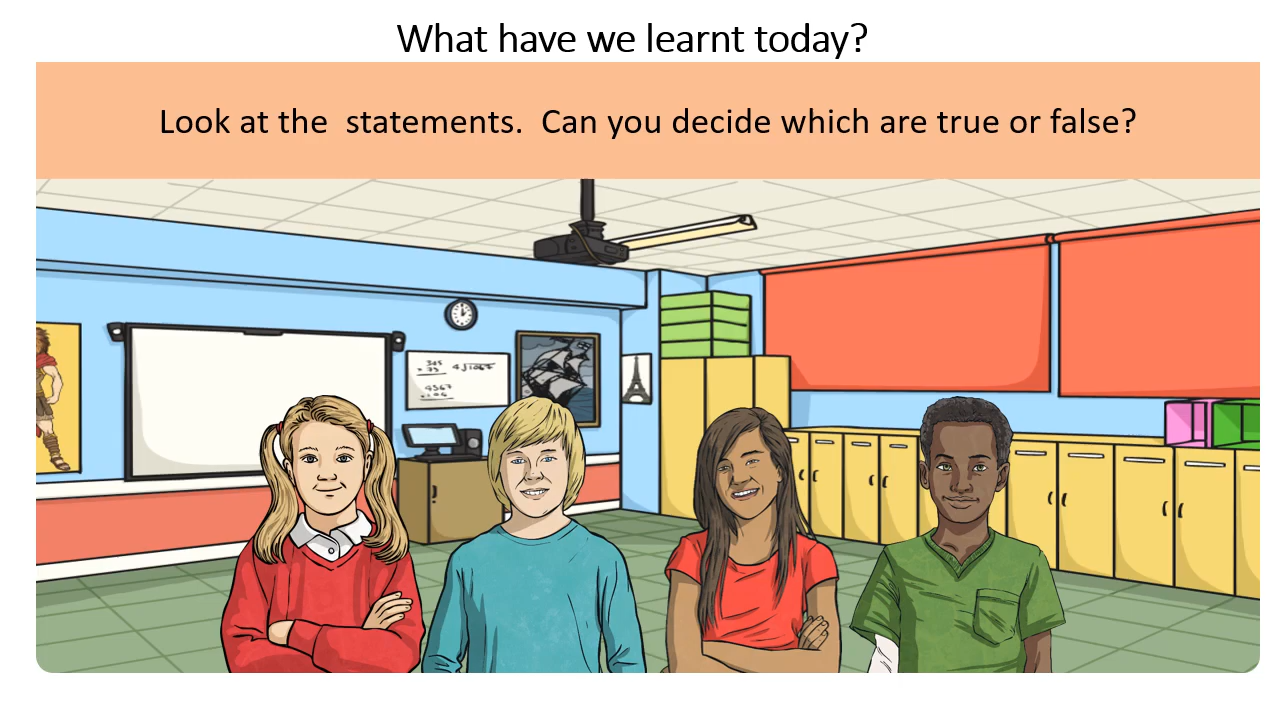 What have we learnt today?
Look at the  statements.  Can you decide which are true or false?